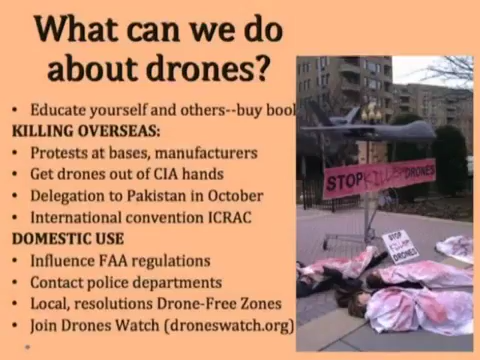 What can we do
about drones?
• Educate yourself and others--buy book
KILLING OVERSEAS:
• Protests at bases, manufacturers
• Get drones out of CIA hands
• Delegation to Pakistan in October
• International convention ICRAC
DOMESTIC USE
• Influence FAA regulations
• Contact police departments
• Local, resolutions Drone-Free Zones
• Join Drones Watch (droneswatch.org)
STOP KILLER DRONES
STOP
KILLER
DRONES